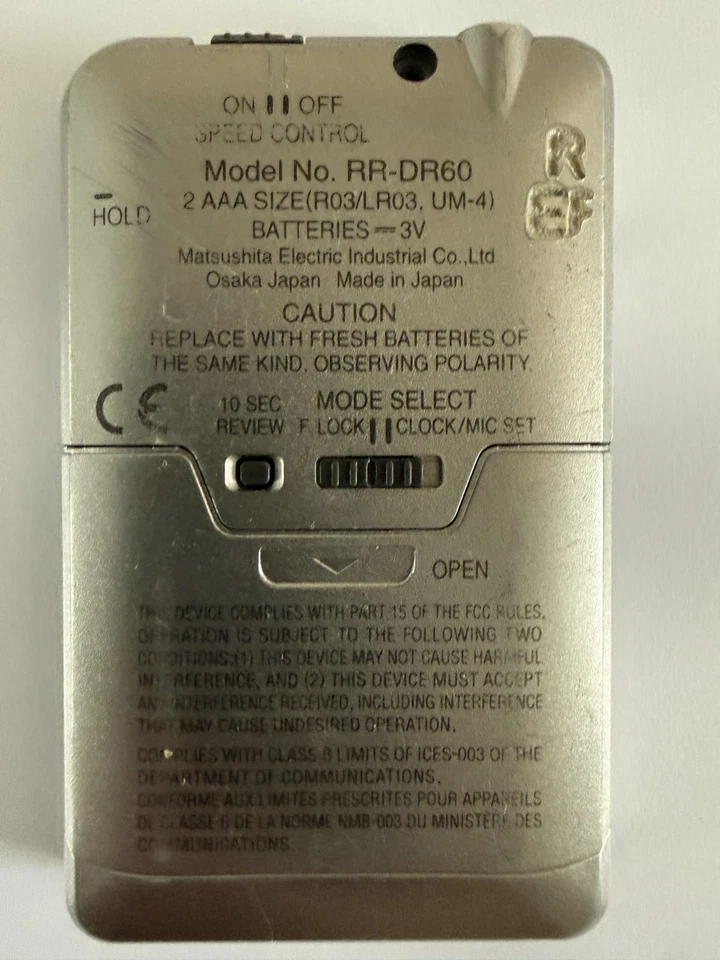 ON OFF
SPEED CONTROL
Model No. RR-DR60
HOLD
2 AAA SIZE(R03/LR03, UM-4)
BATTERIES ⎓ 3V
Matsushita Electric Industrial Co.,Ltd
Osaka Japan Made in Japan
R
EF
CAUTION
REPLACE WITH FRESH BATTERIES OF
THE SAME KIND, OBSERVING POLARITY.
CE
10 SEC
REVIEW
MODE SELECT
F LOCK CLOCK/MIC SET
OPEN
THIS DEVICE COMPLIES WITH PART 15 OF THE FCC RULES.
OPERATION IS SUBJECT TO THE FOLLOWING TWO
CONDITIONS:(1) THIS DEVICE MAY NOT CAUSE HARMFUL
INTERFERENCE, AND (2) THIS DEVICE MUST ACCEPT
ANY INTERFERENCE RECEIVED, INCLUDING INTERFERENCE
THAT MAY CAUSE UNDESIRED OPERATION.
COMPLIES WITH CLASS B LIMITS OF ICES-003 OF THE
DEPARTMENT OF COMMUNICATIONS.
CONFORME AUX LIMITES PRESCRITES POUR APPAREILS
DE CLASSE B DE LA NORME NMB-003 DU MINISTERE DES
COMMUNICATIONS.